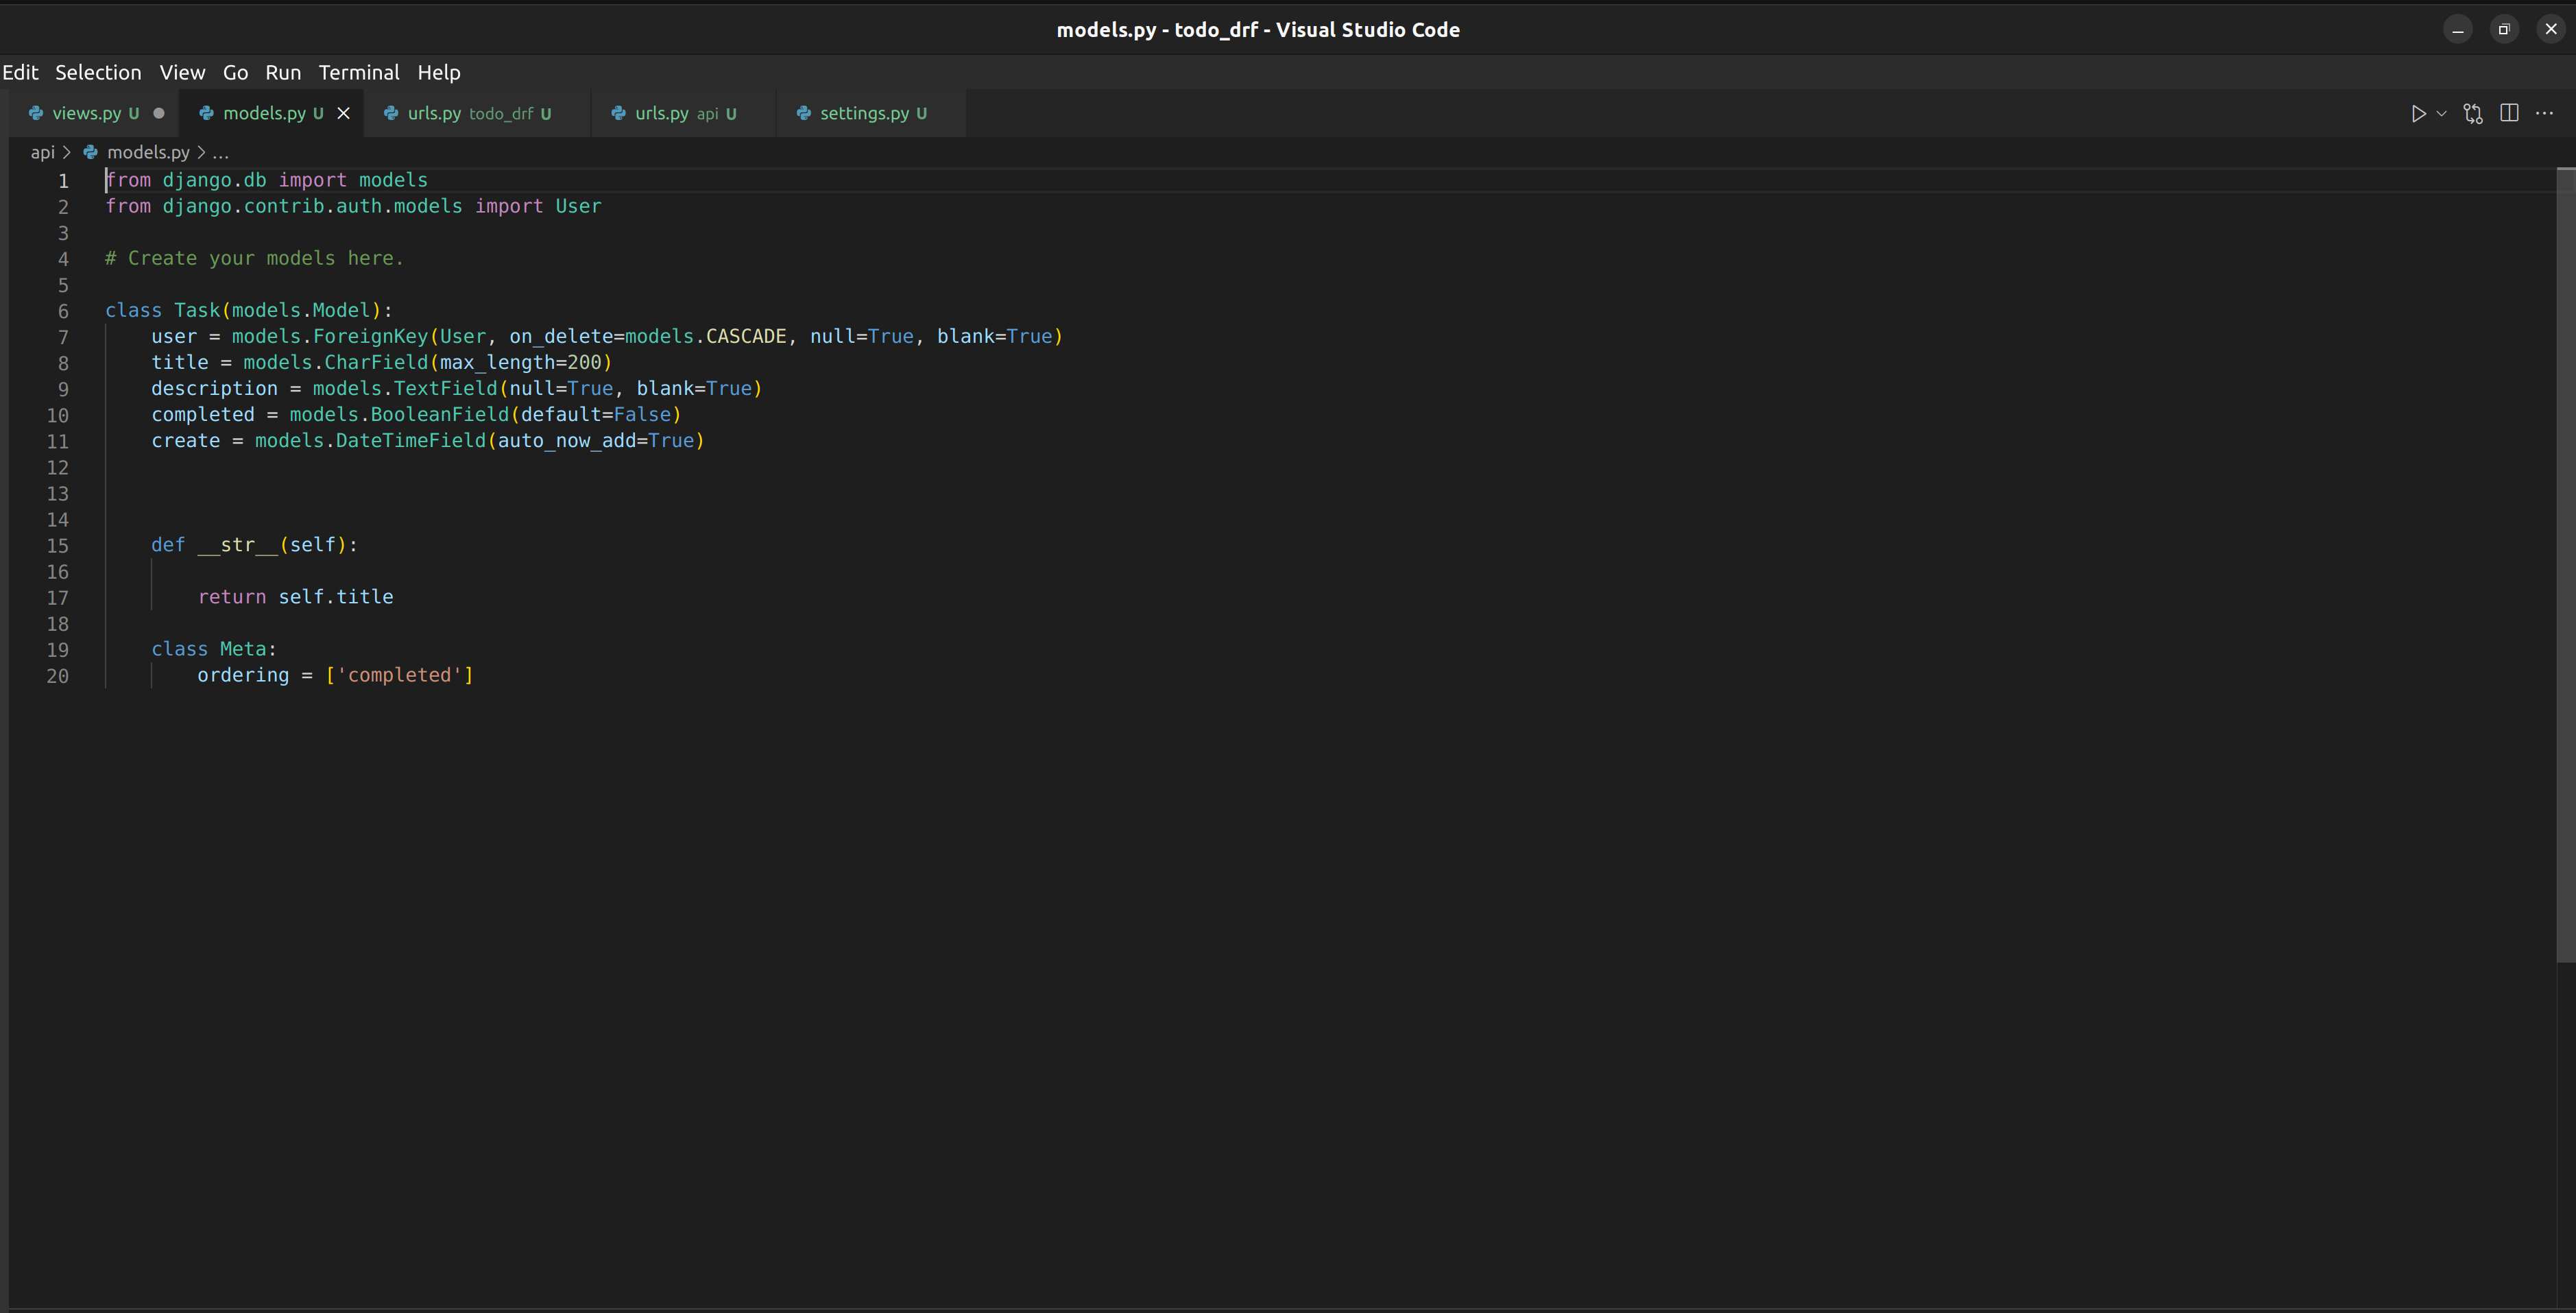 models.py - todo_drf - Visual Studio Code
Edit Selection View Go Run Terminal Help
views.py U models.py U urls.py todo_drf U urls.py api U settings.py U
api > models.py > ...
1 from django.db import models
2 from django.contrib.auth.models import User
3
4 # Create your models here.
5
6 class Task(models.Model):
7     user = models.ForeignKey(User, on_delete=models.CASCADE, null=True, blank=True)
8     title = models.CharField(max_length=200)
9     description = models.TextField(null=True, blank=True)
10     completed = models.BooleanField(default=False)
11     create = models.DateTimeField(auto_now_add=True)
12
13
14
15     def __str__(self):
16
17         return self.title
18
19     class Meta:
20         ordering = ['completed']